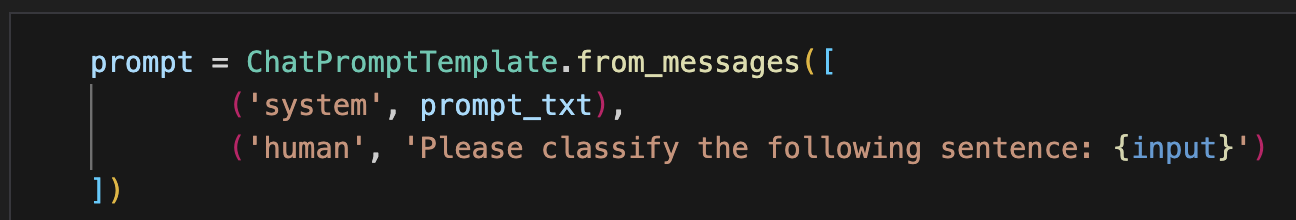 prompt = ChatPromptTemplate.from_messages([
        ('system', prompt_txt),
        ('human', 'Please classify the following sentence: {input}')
])